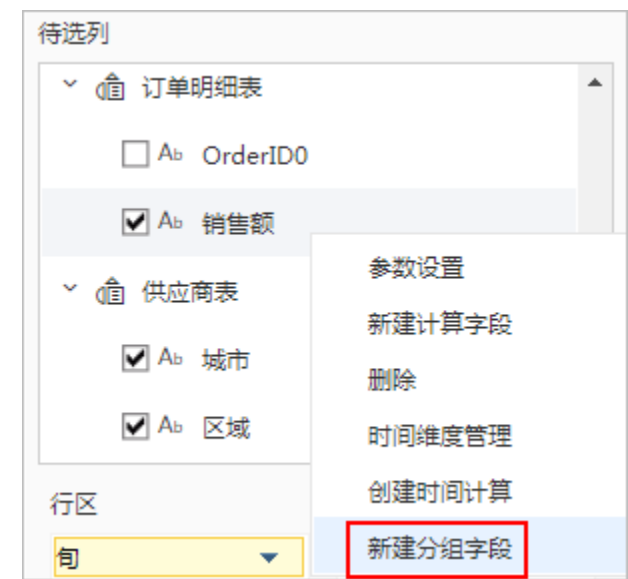 待选列
订单明细表
Ab OrderID0
Ab 销售额
供应商表
Ab 城市
Ab 区域
参数设置
新建计算字段
删除
时间维度管理
创建时间计算
新建分组字段
行区
旬